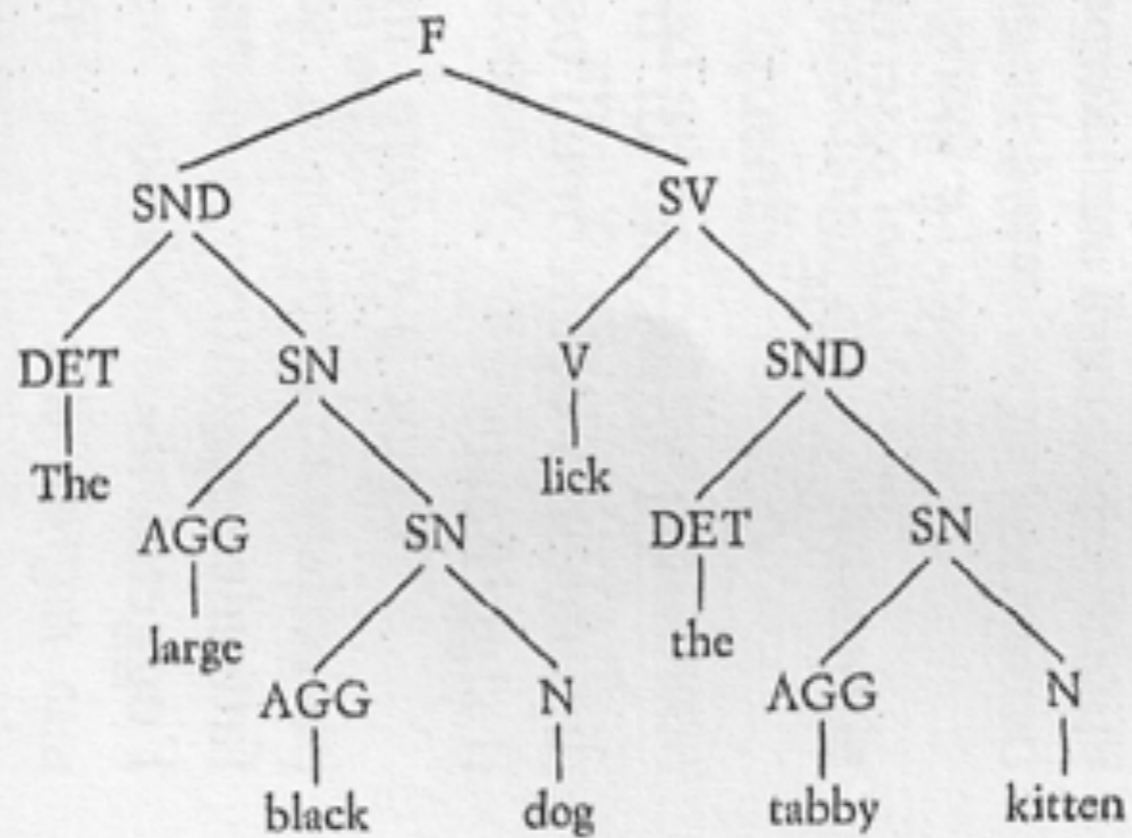 F
SND SV
DET SN V SND
The lick
AGG SN DET SN
large the
AGG N AGG N
black dog tabby kitten